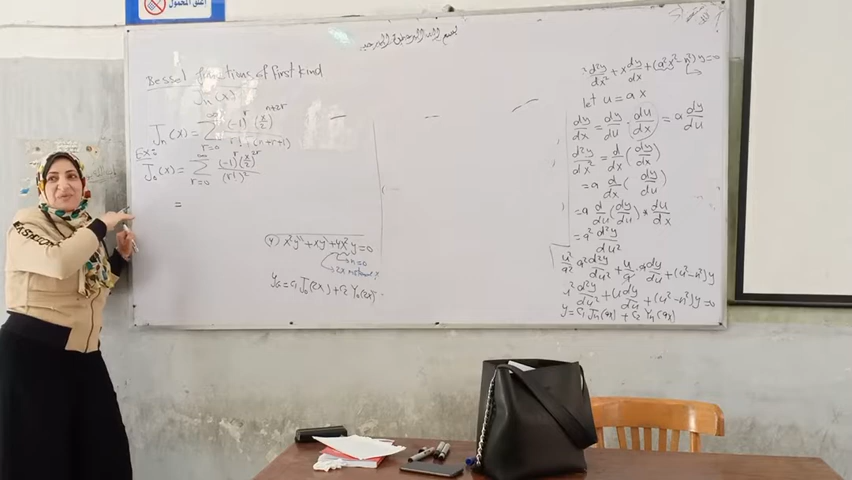 اغلق المحمول
بسم الله الرحمن الرحيم
Bessel functions of First Kind
Jn(x)
Jn(x) = ∑_{r=0}^{∞} (-1)^r (x/2)^{n+2r} / r! Γ(n+r+1)
Ex:
J₀(x) = ∑_{r=0}^{∞} (-1)^r (x/2)^{2r} / (r!)²
=
x²y'' + xy' + 4x²y = 0
n=0
y_G = c₁ J₀(2x) + c₂ Y₀(2x)
x² d²y/dx² + x dy/dx + (a²x² - n²)y = 0
let u = ax
dy/dx = dy/du · du/dx = a dy/du
d²y/dx² = d/dx (dy/dx)
= a d/dx ( dy/du )
= a d/du (dy/du) * du/dx
= a² d²y/du²
u²/a² a² d²y/du² + u/a · a dy/du + (u² - n²)y
u² d²y/du² + u dy/du + (u² - n²)y = 0
y = c₁ Jn(ax) + c₂ Yn(ax)